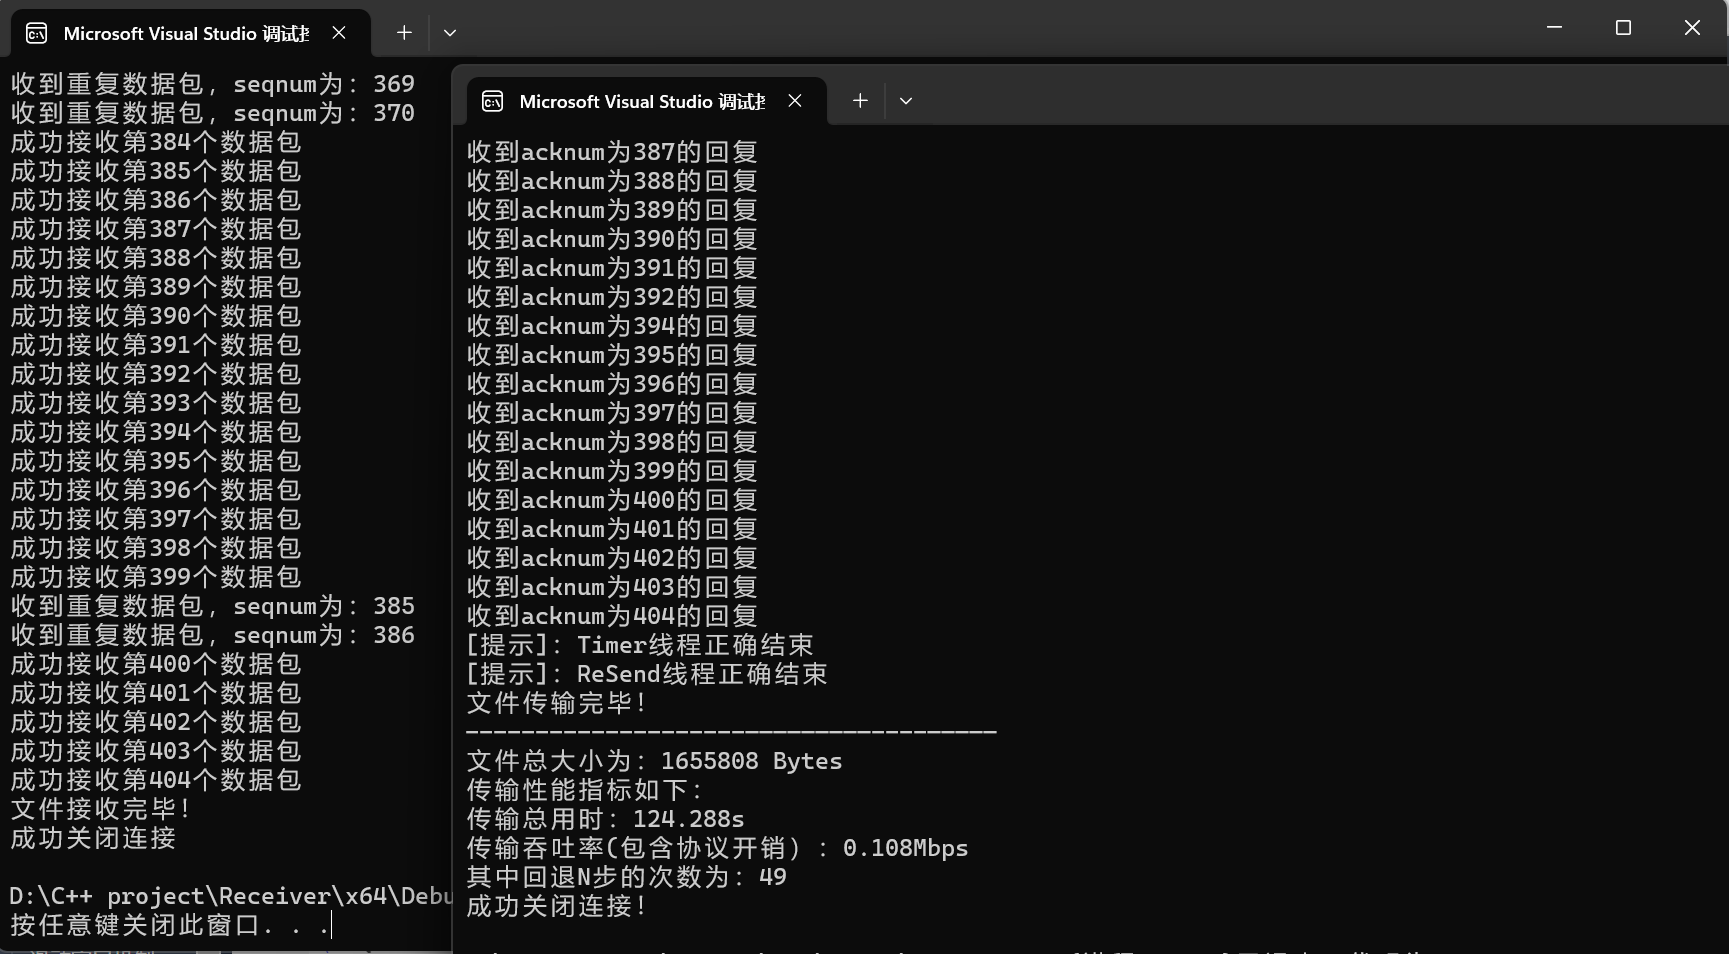 Microsoft Visual Studio 调试
收到重复数据包，seqnum为：369
收到重复数据包，seqnum为：370
成功接收第384个数据包
成功接收第385个数据包
成功接收第386个数据包
成功接收第387个数据包
成功接收第388个数据包
成功接收第389个数据包
成功接收第390个数据包
成功接收第391个数据包
成功接收第392个数据包
成功接收第393个数据包
成功接收第394个数据包
成功接收第395个数据包
成功接收第396个数据包
成功接收第397个数据包
成功接收第398个数据包
成功接收第399个数据包
收到重复数据包，seqnum为：385
收到重复数据包，seqnum为：386
成功接收第400个数据包
成功接收第401个数据包
成功接收第402个数据包
成功接收第403个数据包
成功接收第404个数据包
文件接收完毕！
成功关闭连接
D:\C++ project\Receiver\x64\Debu
按任意键关闭此窗口. . .
Microsoft Visual Studio 调试
收到acknum为387的回复
收到acknum为388的回复
收到acknum为389的回复
收到acknum为390的回复
收到acknum为391的回复
收到acknum为392的回复
收到acknum为394的回复
收到acknum为395的回复
收到acknum为396的回复
收到acknum为397的回复
收到acknum为398的回复
收到acknum为399的回复
收到acknum为400的回复
收到acknum为401的回复
收到acknum为402的回复
收到acknum为403的回复
收到acknum为404的回复
[提示]：Timer线程正确结束
[提示]：ReSend线程正确结束
文件传输完毕！
--------------------------------------
文件总大小为：1655808 Bytes
传输性能指标如下：
传输总用时：124.288s
传输吞吐率(包含协议开销）：0.108Mbps
其中回退N步的次数为：49
成功关闭连接！